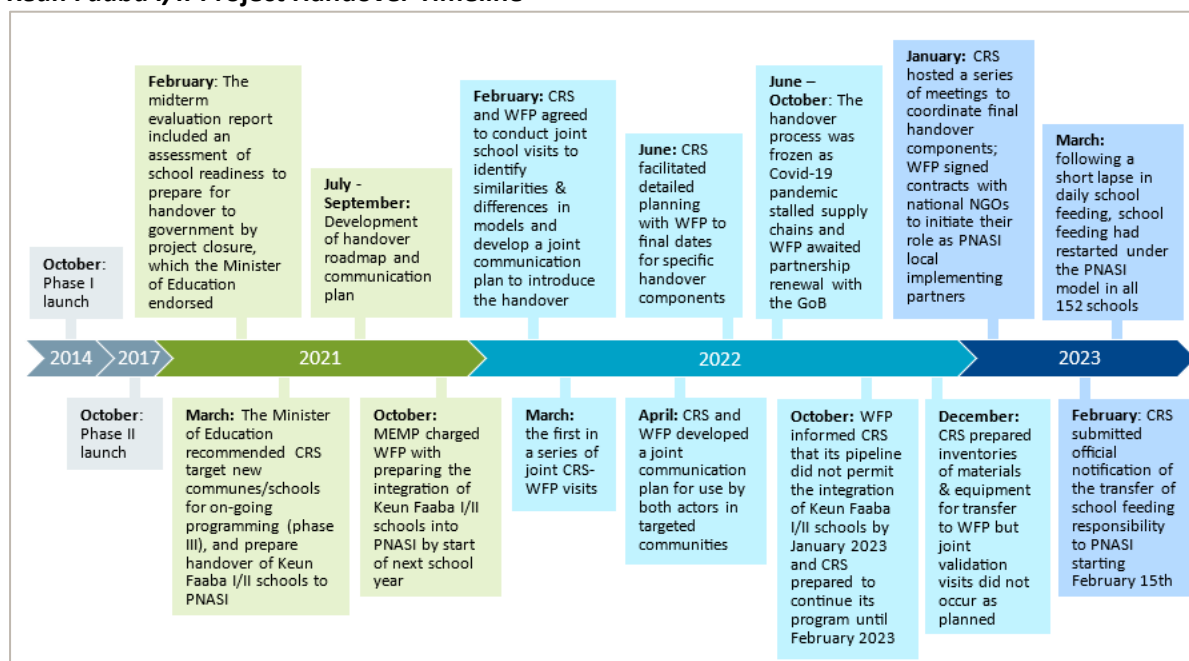 Keun Faaba I/II Project Handover Timeline
October:
Phase I
launch
February: The
midterm
evaluation report
included an
assessment of
school readiness to
prepare for
handover to
government by
project closure,
which the Minister
of Education
endorsed
July -
September:
Development
of handover
roadmap and
communication
plan
February: CRS
and WFP agreed
to conduct joint
school visits to
identify
similarities &
differences in
models and
develop a joint
communication
plan to introduce
the handover
June: CRS
facilitated
detailed
planning with
WFP to
final dates
for specific
handover
components
June –
October: The
handover
process was
frozen as
Covid-19
pandemic
stalled supply
chains and
WFP awaited
partnership
renewal with
the GoB
January: CRS
hosted a series
of meetings to
coordinate final
handover
components;
WFP signed
contracts with
national NGOs
to initiate their
role as PNASI
local
implementing
partners
March:
following a
short lapse in
daily school
feeding, school
feeding had
restarted under
the PNASI
model in all
152 schools
2014
2017
2021
2022
2023
October:
Phase II
launch
March: The Minister
of Education
recommended CRS
target new
communes/schools
for on-going
programming (phase
III), and prepare
handover of Keun
Faaba I/II schools to
PNASI
October:
MEMP charged
WFP with
preparing the
integration of
Keun Faaba I/II
schools into
PNASI by start
of next school
year
March:
the first in
a series of
joint CRS-
WFP visits
April: CRS and
WFP developed
a joint
communication
plan for use by
both actors in
targeted
communities
October: WFP
informed CRS
that its pipeline
did not permit
the integration
of Keun Faaba
I/II schools by
January 2023
and CRS
prepared to
continue its
program until
February 2023
December:
CRS prepared
inventories
of materials
& equipment
for transfer
to WFP but
joint
validation
visits did not
occur as
planned
February: CRS
submitted
official
notification of
the transfer of
school feeding
responsibility
to PNASI
starting
February 15th